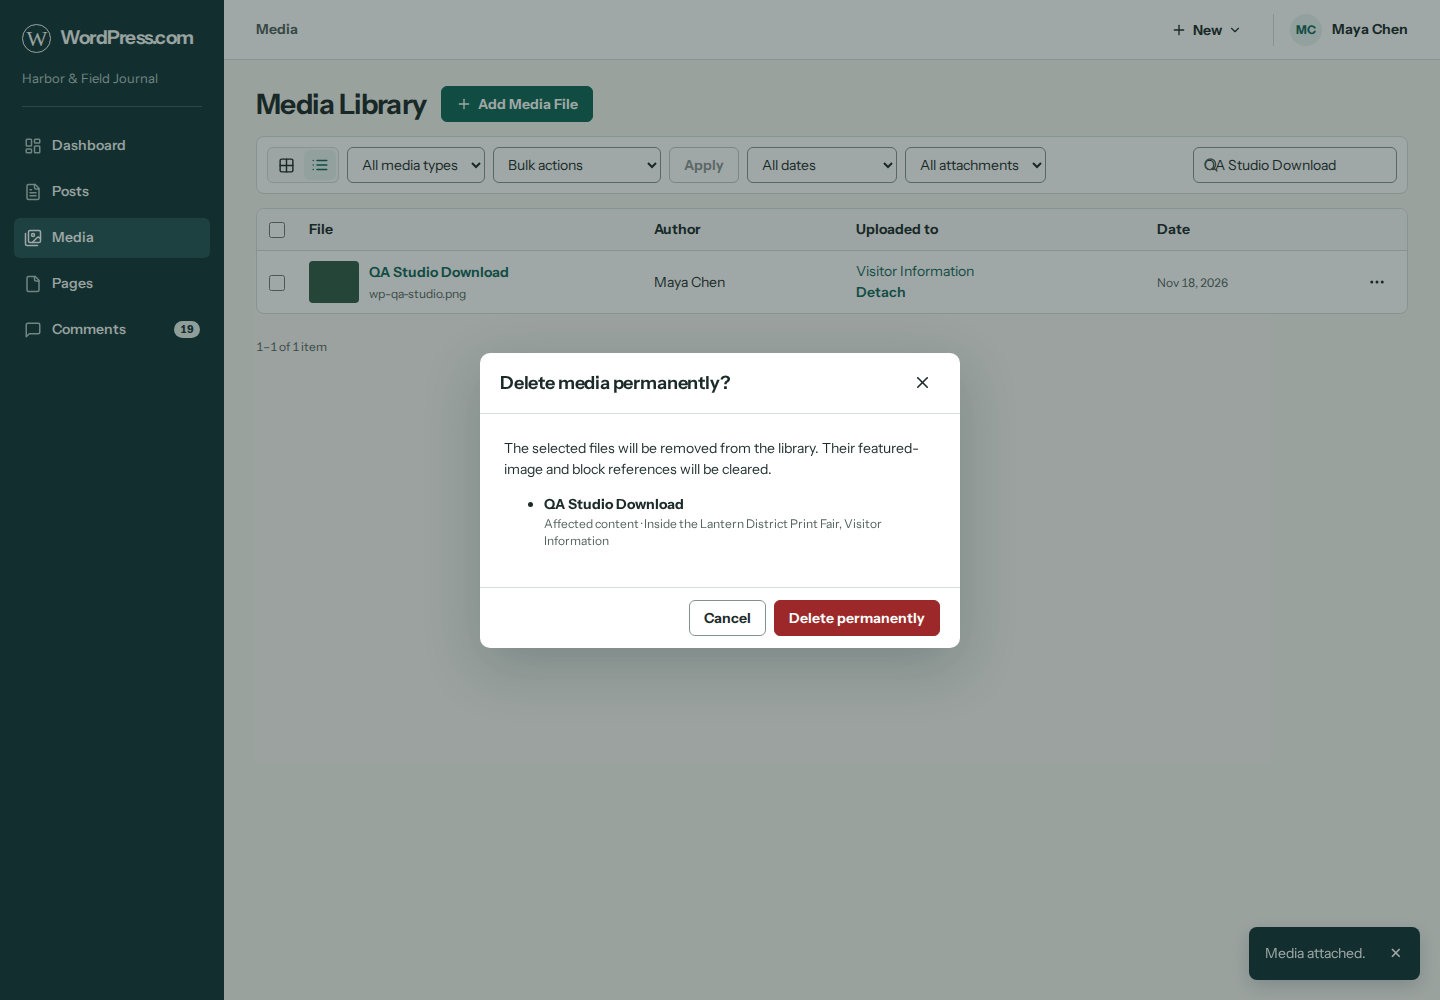 WordPress.com
Harbor & Field Journal
Dashboard
Posts
Media
Pages
Comments 19
Media
New
MC Maya Chen
Media Library
Add Media File
All media types
Bulk actions
Apply
All dates
All attachments
QA Studio Download
File Author Uploaded to Date
QA Studio Download
wp-qa-studio.png
Maya Chen
Visitor Information
Detach
Nov 18, 2026
1–1 of 1 item
Delete media permanently?
The selected files will be removed from the library. Their featured-
image and block references will be cleared.
• QA Studio Download
Affected content · Inside the Lantern District Print Fair, Visitor
Information
Cancel
Delete permanently
Media attached.